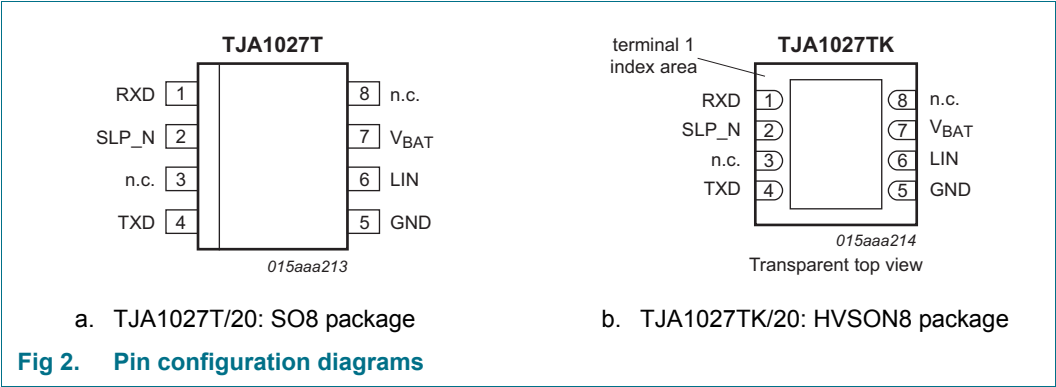 TJA1027T
RXD 1
8 n.c.
SLP_N 2
7 VBAT
n.c. 3
6 LIN
TXD 4
5 GND
015aaa213
a. TJA1027T/20: SO8 package
terminal 1
index area
TJA1027TK
RXD 1
8 n.c.
SLP_N 2
7 VBAT
n.c. 3
6 LIN
TXD 4
5 GND
015aaa214
Transparent top view
b. TJA1027TK/20: HVSON8 package
Fig 2. Pin configuration diagrams